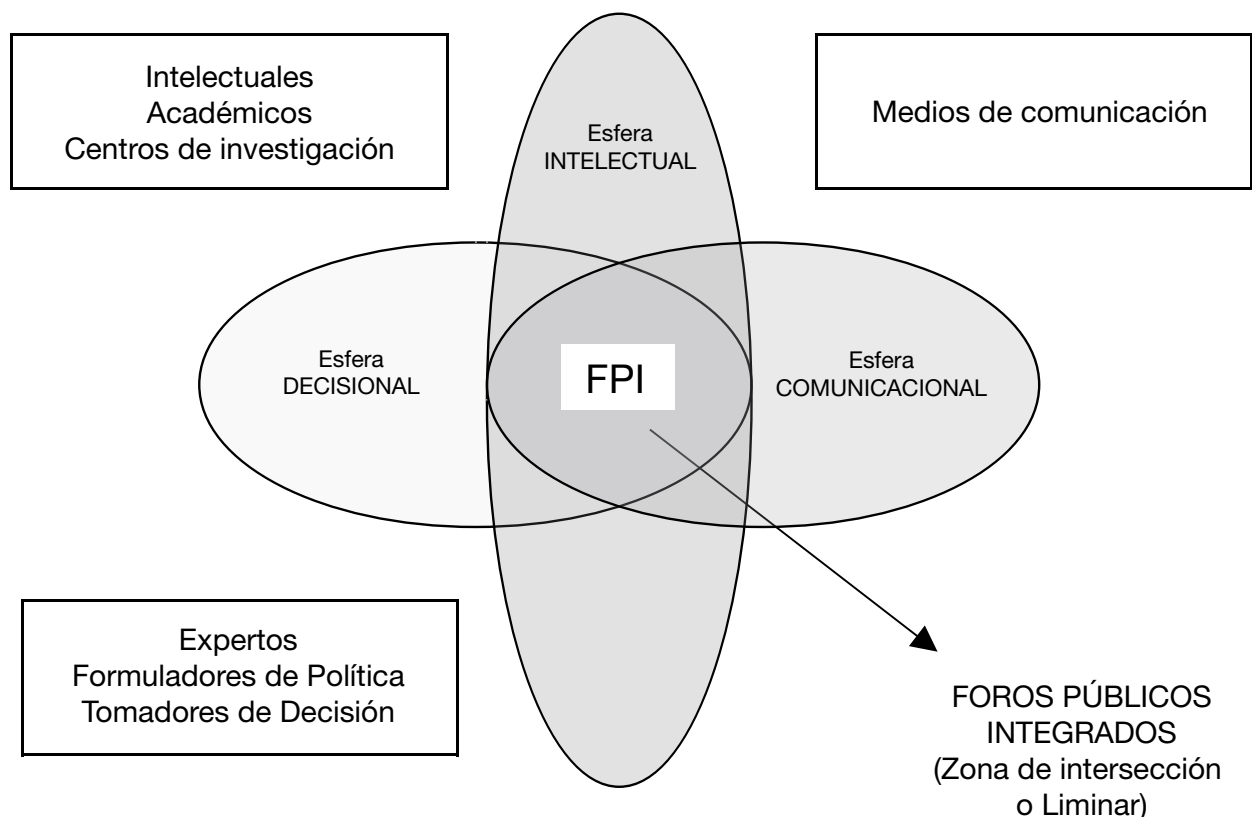 Intelectuales
Académicos
Centros de investigación
Medios de comunicación
Esfera
INTELECTUAL
Esfera
DECISIONAL
FPI
Esfera
COMUNICACIONAL
Expertos
Formuladores de Política
Tomadores de Decisión
FOROS PÚBLICOS
INTEGRADOS
(Zona de intersección
o Liminar)